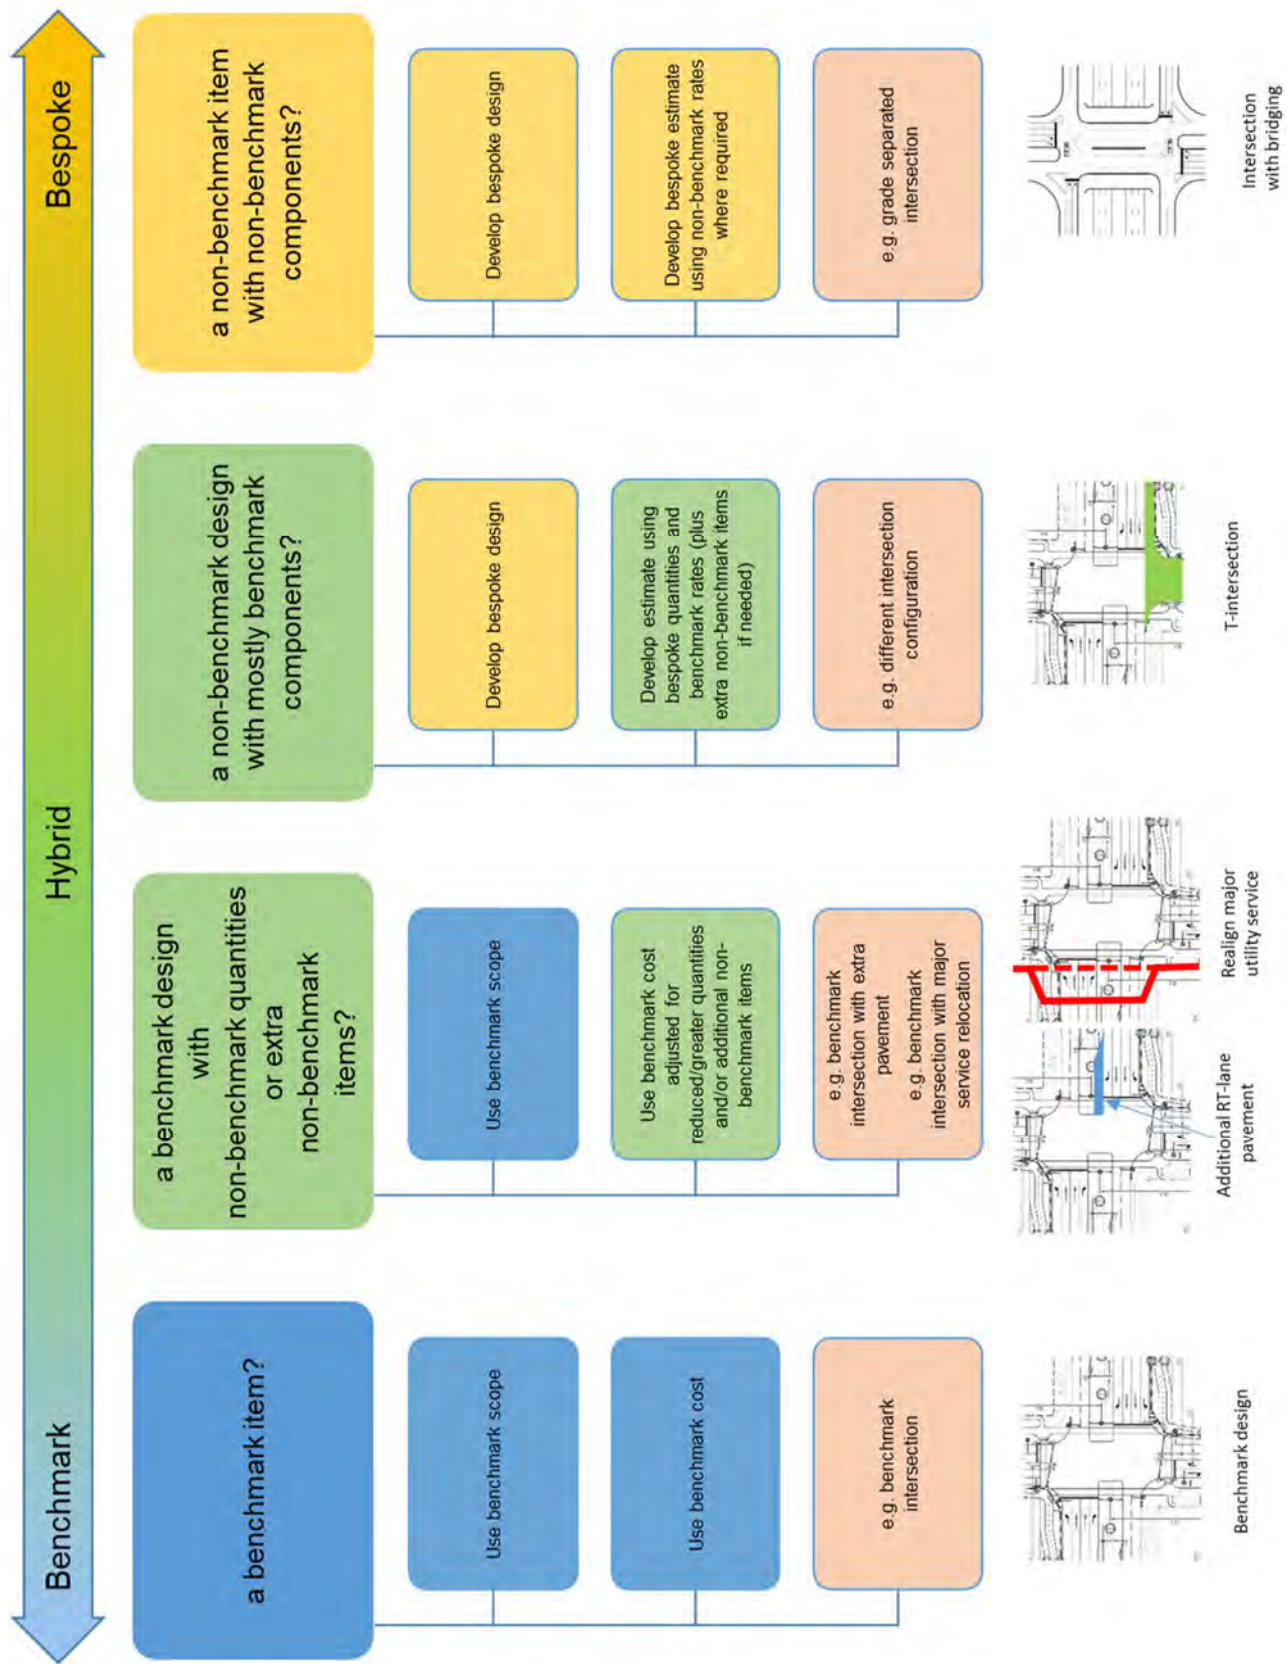 Benchmark
Hybrid
Bespoke
a benchmark item?
Use benchmark scope
Use benchmark cost
e.g. benchmark
intersection
Benchmark design
a benchmark design
with
non-benchmark quantities
or extra
non-benchmark
items?
Use benchmark scope
Use benchmark cost
adjusted for
reduced/greater quantities
and/or additional non-
benchmark items
e.g. benchmark
intersection with extra
pavement
e.g. benchmark
intersection with major
service relocation
Additional RT-lane
pavement
Realign major
utility service
a non-benchmark design
with mostly benchmark
components?
Develop bespoke design
Develop estimate using
bespoke quantities and
benchmark rates (plus
extra non-benchmark items
if needed)
e.g. different intersection
configuration
T-intersection
a non-benchmark item
with non-benchmark
components?
Develop bespoke design
Develop bespoke estimate
using non-benchmark rates
where required
e.g. grade separated
intersection
Intersection
with bridging